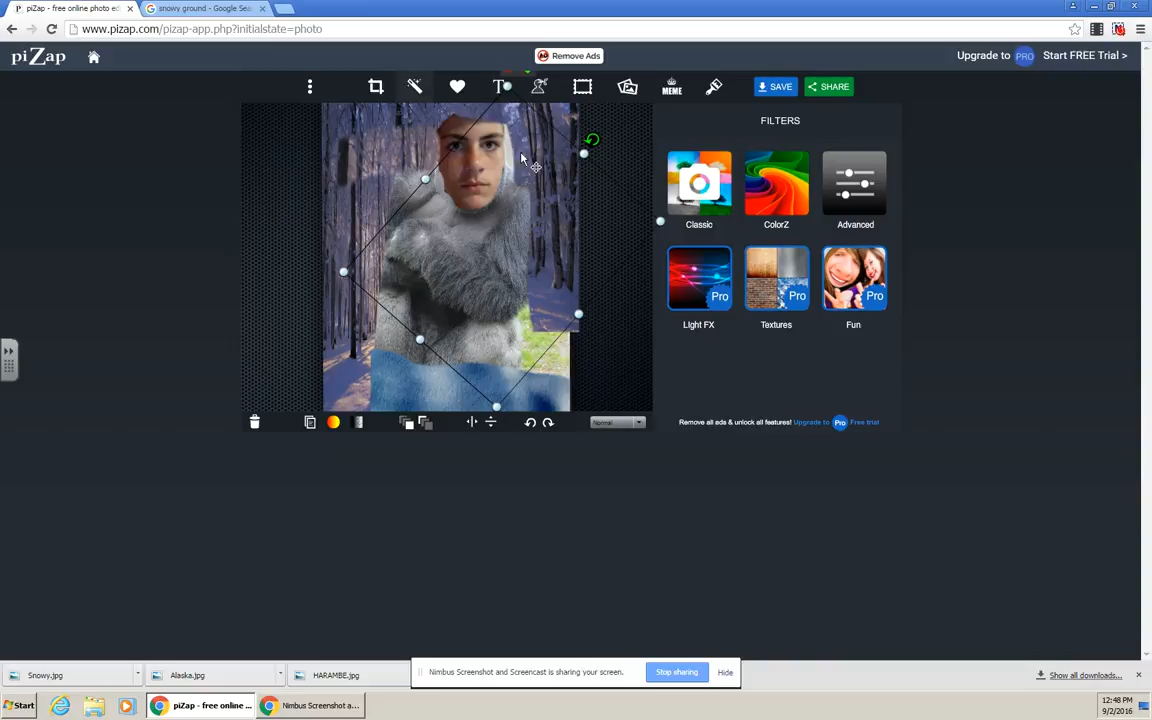 piZap - free online photo ed
snowy ground - Google Sea
www.pizap.com/pizap-app.php?initialstate=photo
piZap
AD
Remove Ads
Upgrade to PRO
Start FREE Trial >
T
MEME
SAVE
SHARE
FILTERS
Classic
ColorZ
Advanced
Pro
Pro
Pro
Light FX
Textures
Fun
Normal
Remove all ads & unlock all features! Upgrade to Pro Free trial
Snowy.jpg
Alaska.jpg
HARAMBE.jpg
Nimbus Screenshot and Screencast is sharing your screen.
Stop sharing
Hide
Show all downloads...
Start
piZap - free online ...
Nimbus Screenshot a...
12:48 PM
9/2/2016